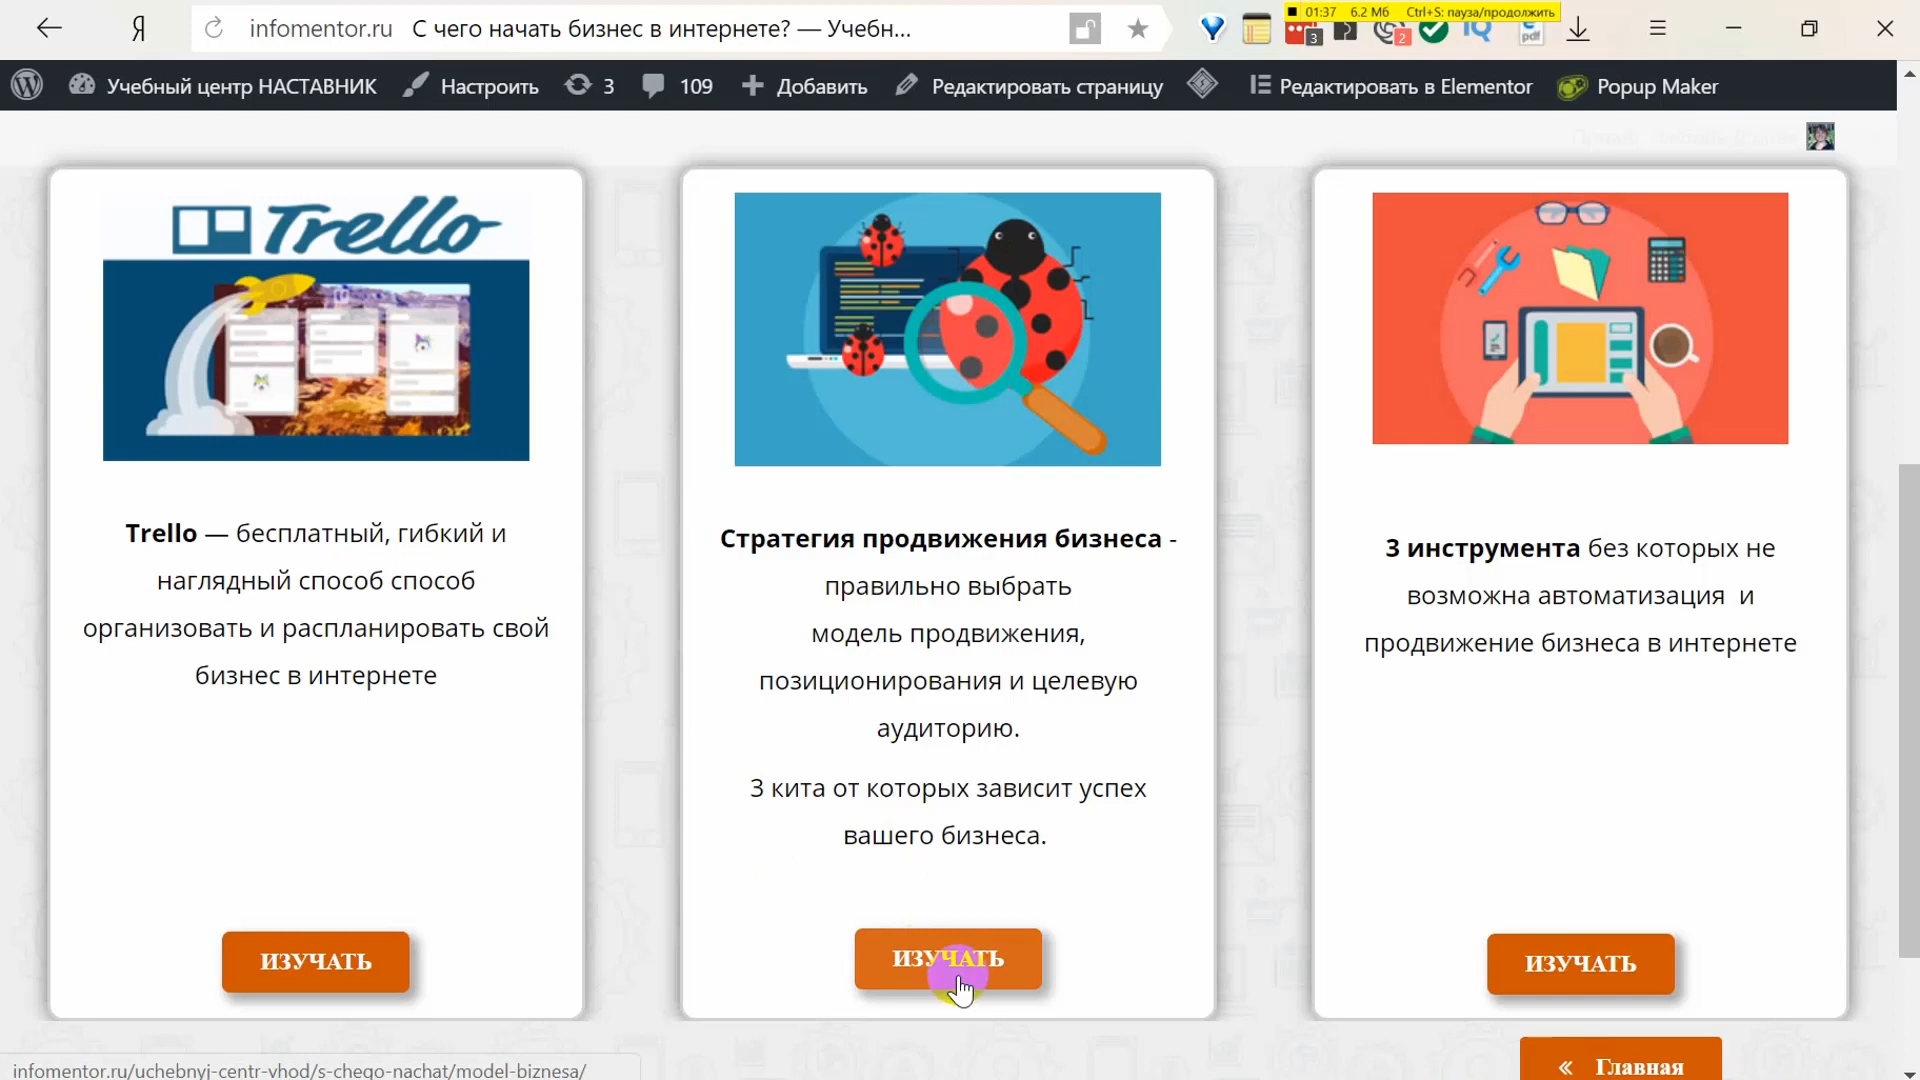 01:37 6.2 Мб Ctrl+S: пауза/продолжить
Я infomentor.ru С чего начать бизнес в интернете? — Учебн...
3 2 IQ pdf
Учебный центр НАСТАВНИК Настроить 3 109 Добавить Редактировать страницу Редактировать в Elementor Popup Maker
Trello
Trello — бесплатный, гибкий и
наглядный способ способ
организовать и распланировать свой
бизнес в интернете
ИЗУЧАТЬ
Стратегия продвижения бизнеса -
правильно выбрать
модель продвижения,
позиционирования и целевую
аудиторию.
3 кита от которых зависит успех
вашего бизнеса.
ИЗУЧАТЬ
3 инструмента без которых не
возможна автоматизация и
продвижение бизнеса в интернете
ИЗУЧАТЬ
« Главная
infomentor.ru/uchebnyj-centr-vhod/s-chego-nachat/model-biznesa/